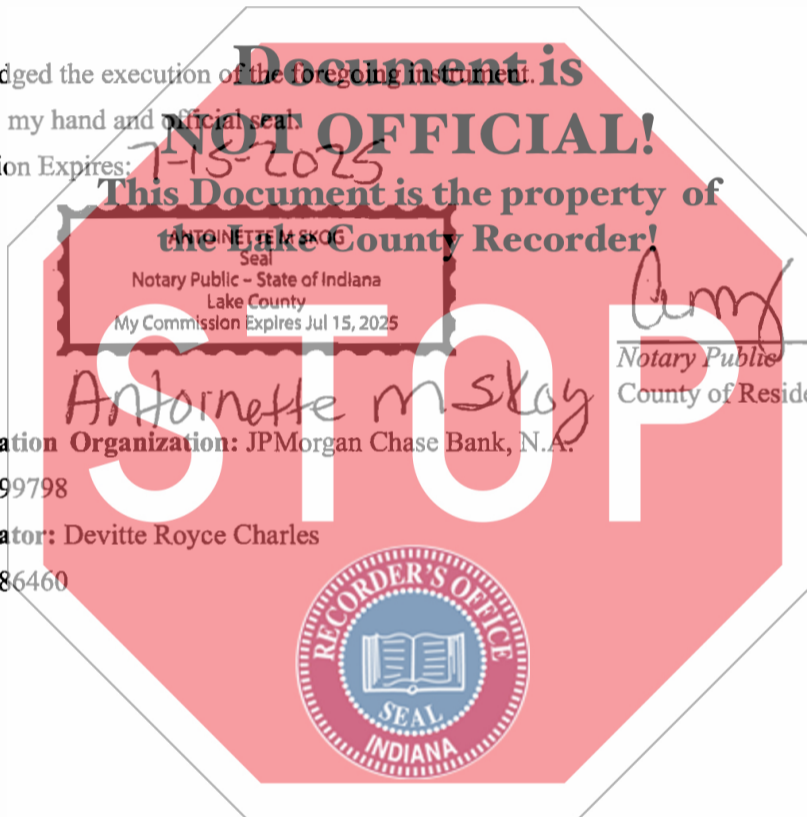 Document is
dged the execution of the foregoing instrument.
my hand and official seal.
NOT OFFICIAL!
ion Expires: 7-15-2025
This Document is the property of
the Lake County Recorder!
ANTOINETTE M SKOG
Seal
Notary Public – State of Indiana
Lake County
My Commission Expires Jul 15, 2025
STOP
Notary Public
Antoinette M Skog
County of Reside
ation Organization: JPMorgan Chase Bank, N.A.
99798
ator: Devitte Royce Charles
86460
RECORDER'S OFFICE
SEAL
INDIANA